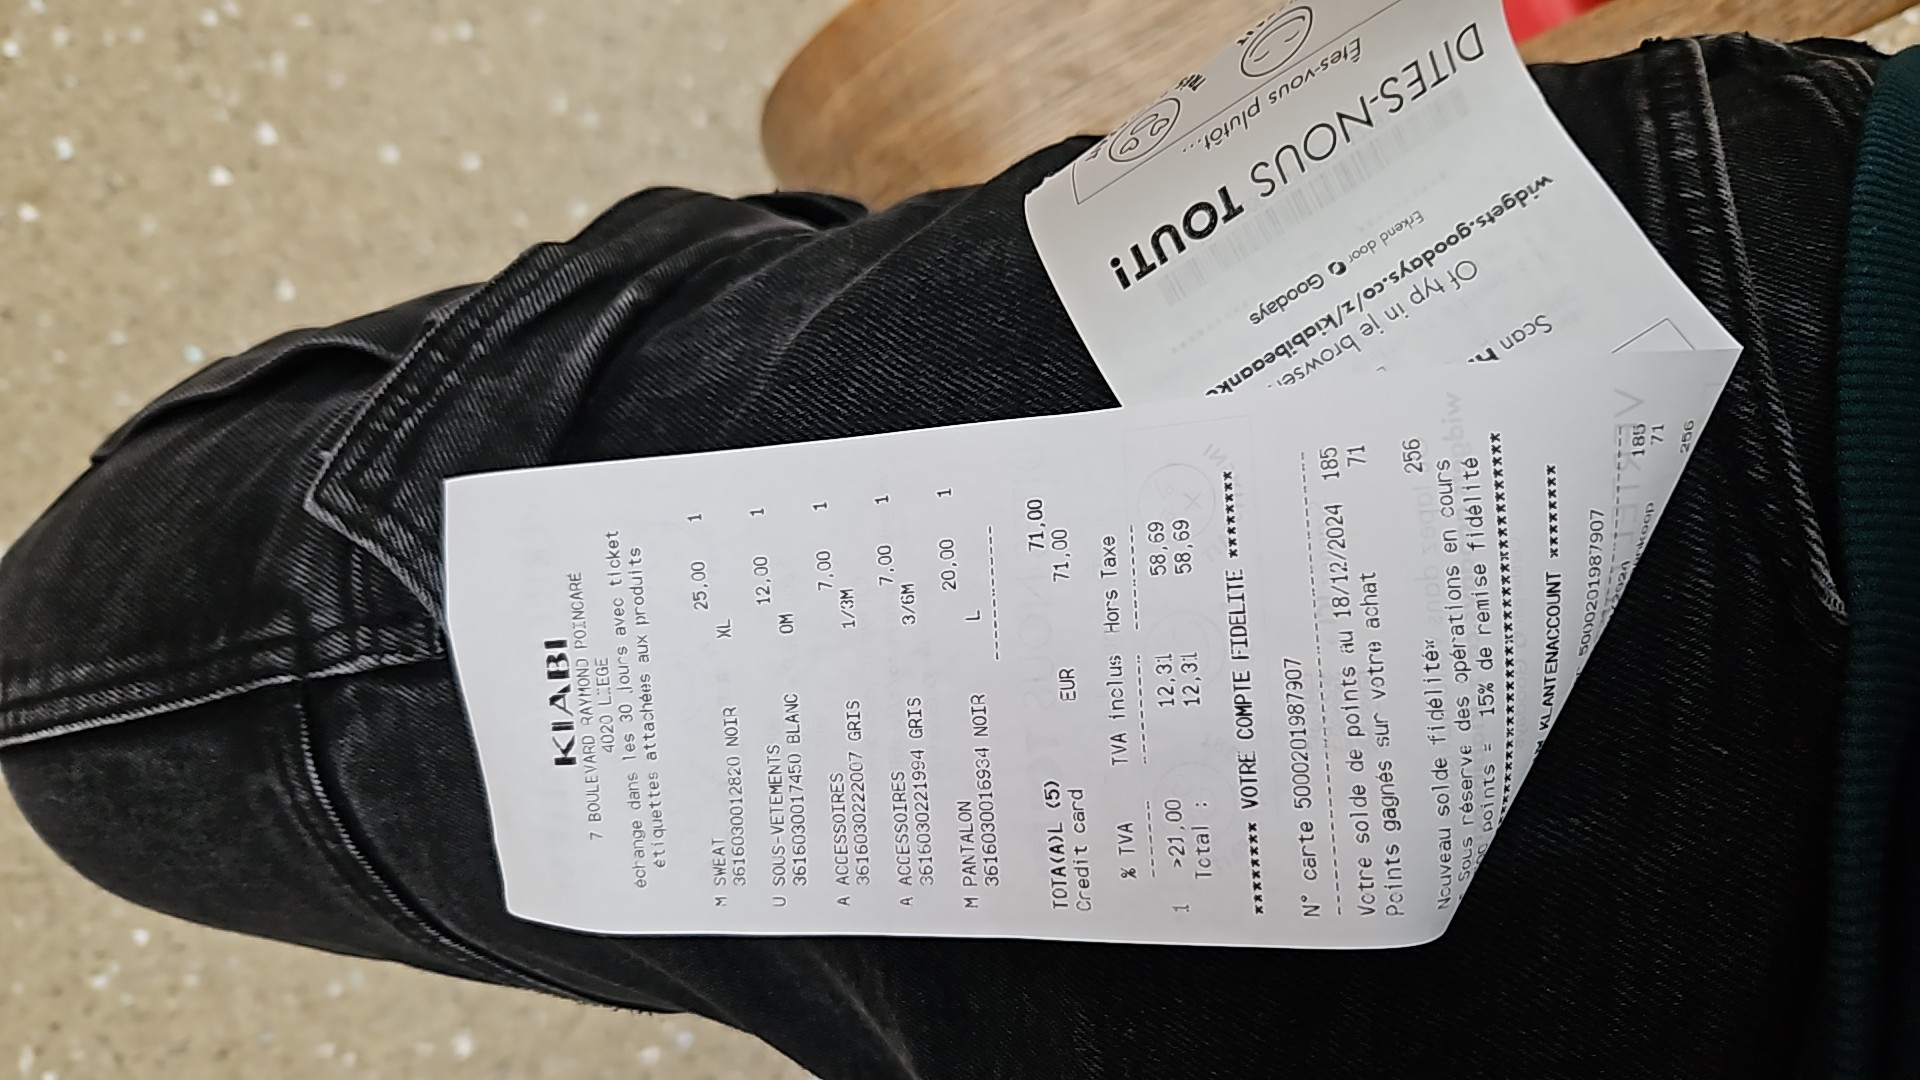 KIABI
7 BOULEVARD RAYMOND POINCARÉ
4020 LIEGE
échange dans les 30 jours avec ticket
étiquettes attachées aux produits
M SWEAT 25,00 1
3616030012820 NOIR XL
U SOUS-VETEMENTS 12,00 1
3616030017450 BLANC 0M
A ACCESSOIRES 7,00 1
3616030222007 GRIS 1/3M
A ACCESSOIRES 7,00 1
3616030221994 GRIS 3/6M
M PANTALON 20,00 1
3616030016934 NOIR L
TOTA(A)L (5) EUR 71,00
Credit card 71,00
% TVA TVA inclus Hors Taxe
1 >21,00 12,31 58,69
Total : 12,31 58,69
******* VOTRE COMPTE FIDELITE *******
N° carte 5000201987907
Votre solde de points au 18/12/2024 185
Points gagnés sur votre achat 71
Nouveau solde fidélité* 256
Sous réserve des opérations en cours
points = 15% de remise fidélité
KLANTENACCOUNT *******
5000201987907
185
71
256
DITES-NOUS TOUT!
Êtes-vous plutôt...
Scan
Of typ in je browser
widgets.goodays.co/z/kiabibeaank
Erkend door Goodays